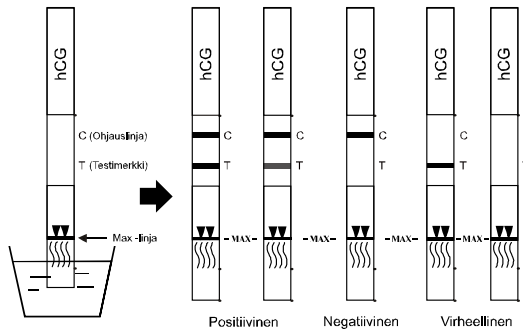 hCG
hCG
hCG
hCG
hCG
hCG
C (Ohjauslinja)
C
C
C
C
C
T (Testimerkki)
T
T
T
T
T
Max -linja
MAX
MAX
MAX
MAX
Positiivinen
Negatiivinen
Virheellinen